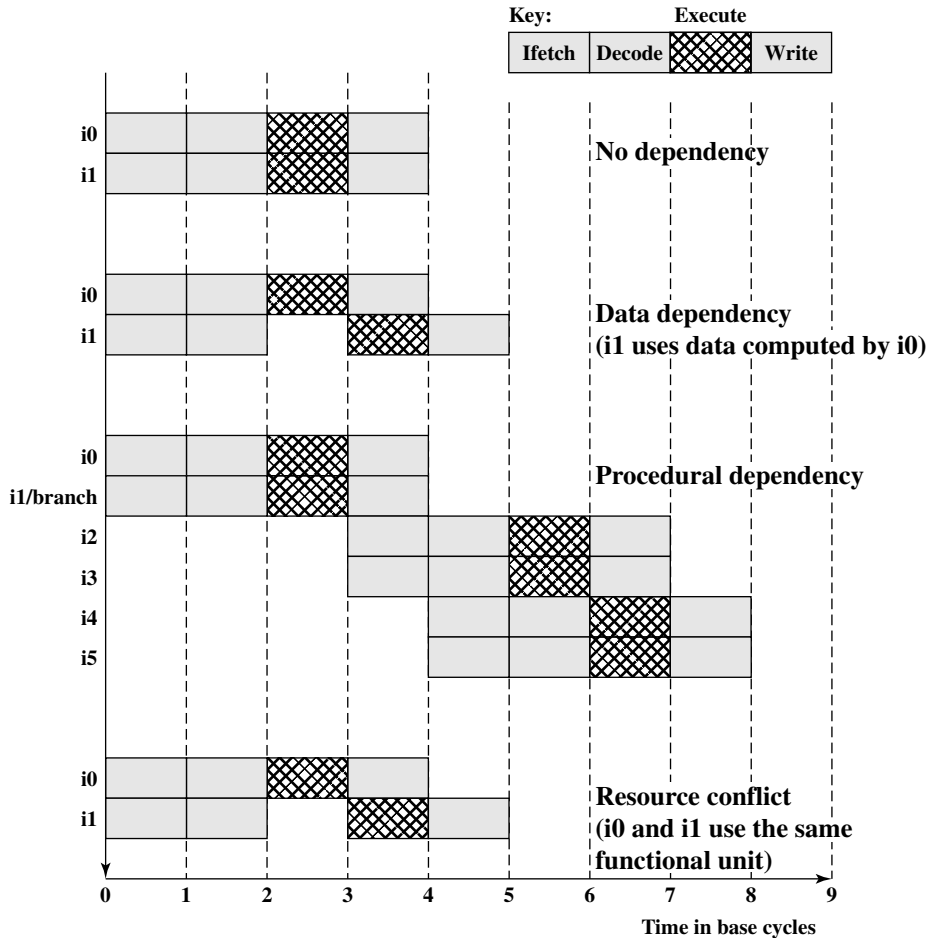 Key: Execute
Ifetch Decode Write
i0
i1
No dependency
i0
i1
Data dependency
(i1 uses data computed by i0)
i0
i1/branch
i2
i3
i4
i5
Procedural dependency
i0
i1
Resource conflict
(i0 and i1 use the same
functional unit)
0 1 2 3 4 5 6 7 8 9
Time in base cycles